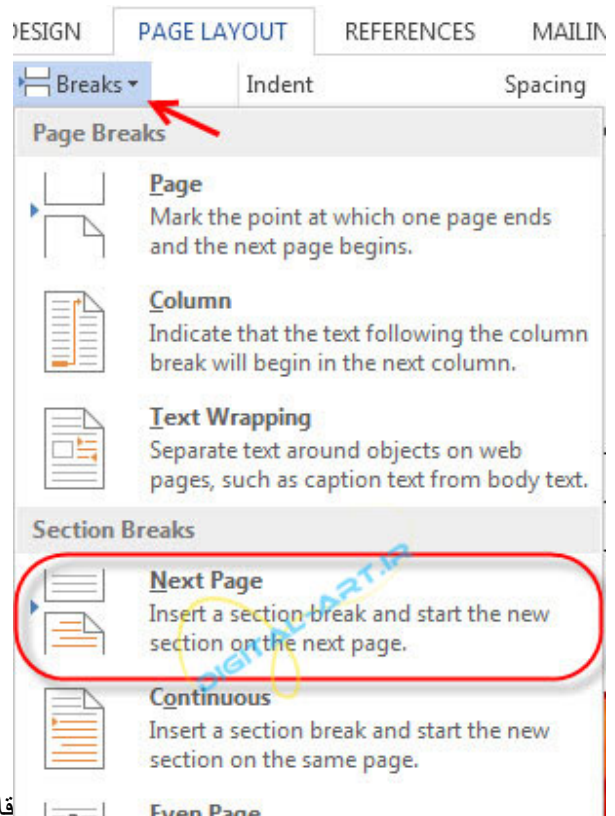 DESIGN PAGE LAYOUT REFERENCES MAILIN
Breaks Indent Spacing
Page Breaks
Page
Mark the point at which one page ends
and the next page begins.
Column
Indicate that the text following the column
break will begin in the next column.
Text Wrapping
Separate text around objects on web
pages, such as caption text from body text.
Section Breaks
Next Page
Insert a section break and start the new
section on the next page.
DIGITAL-ART.IR
Continuous
Insert a section break and start the new
section on the same page.
Even Page